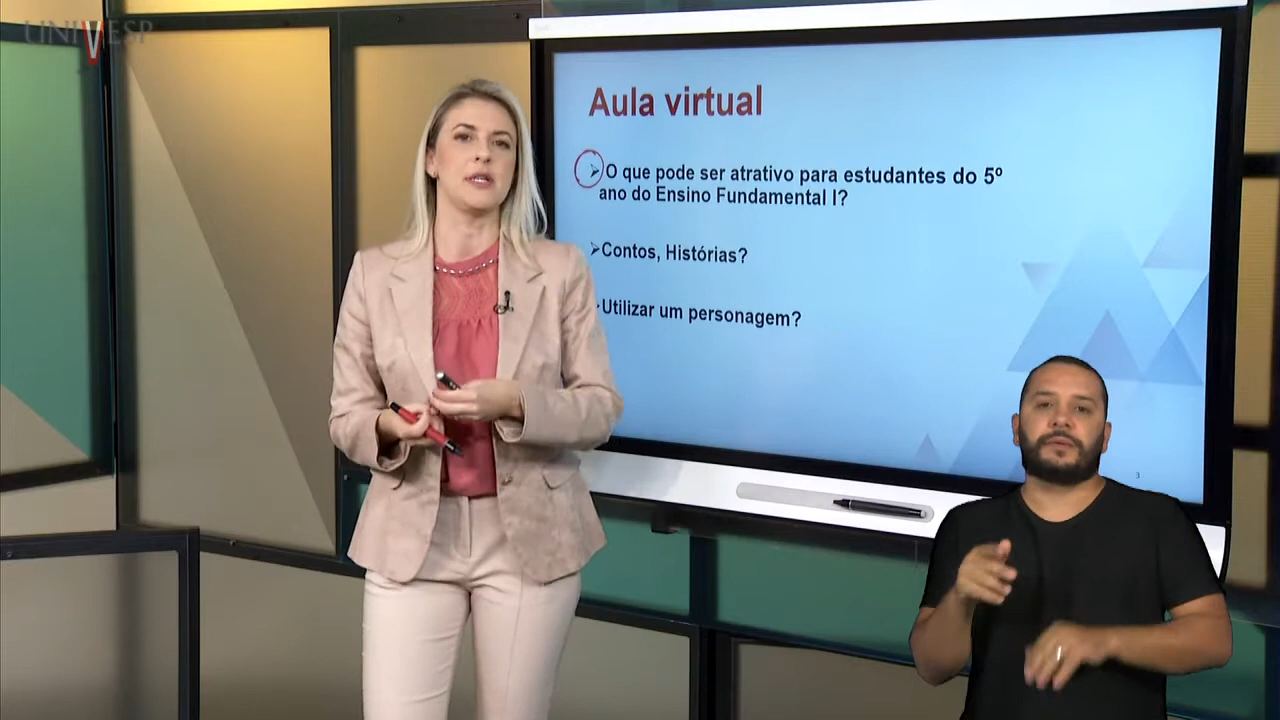 UNIVESP
Aula virtual
➢O que pode ser atrativo para estudantes do 5º
ano do Ensino Fundamental I?
➢Contos, Histórias?
Utilizar um personagem?
3